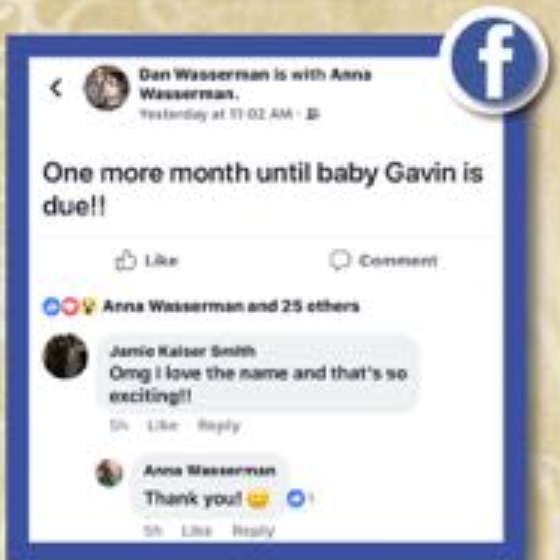 f
Dan Wasserman is with Anna
Wasserman.
Yesterday at 11:02 AM ·
One more month until baby Gavin is
due!!
Like Comment
Anna Wasserman and 25 others
Jamie Kaiser Smith
Omg I love the name and that's so
exciting!!
5h Like Reply
Anna Wasserman
Thank you! 😊 1
5h Like Reply